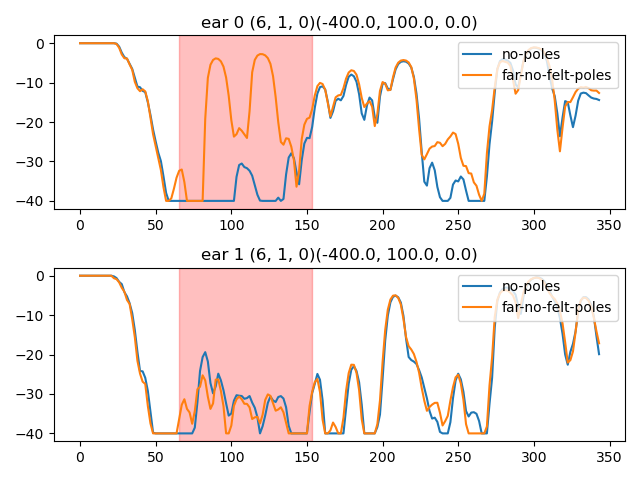 ear 0 (6, 1, 0)(-400.0, 100.0, 0.0)
0
−10
−20
−30
−40
no-poles
far-no-felt-poles
0 50 100 150 200 250 300 350
ear 1 (6, 1, 0)(-400.0, 100.0, 0.0)
0
−10
−20
−30
−40
no-poles
far-no-felt-poles
0 50 100 150 200 250 300 350